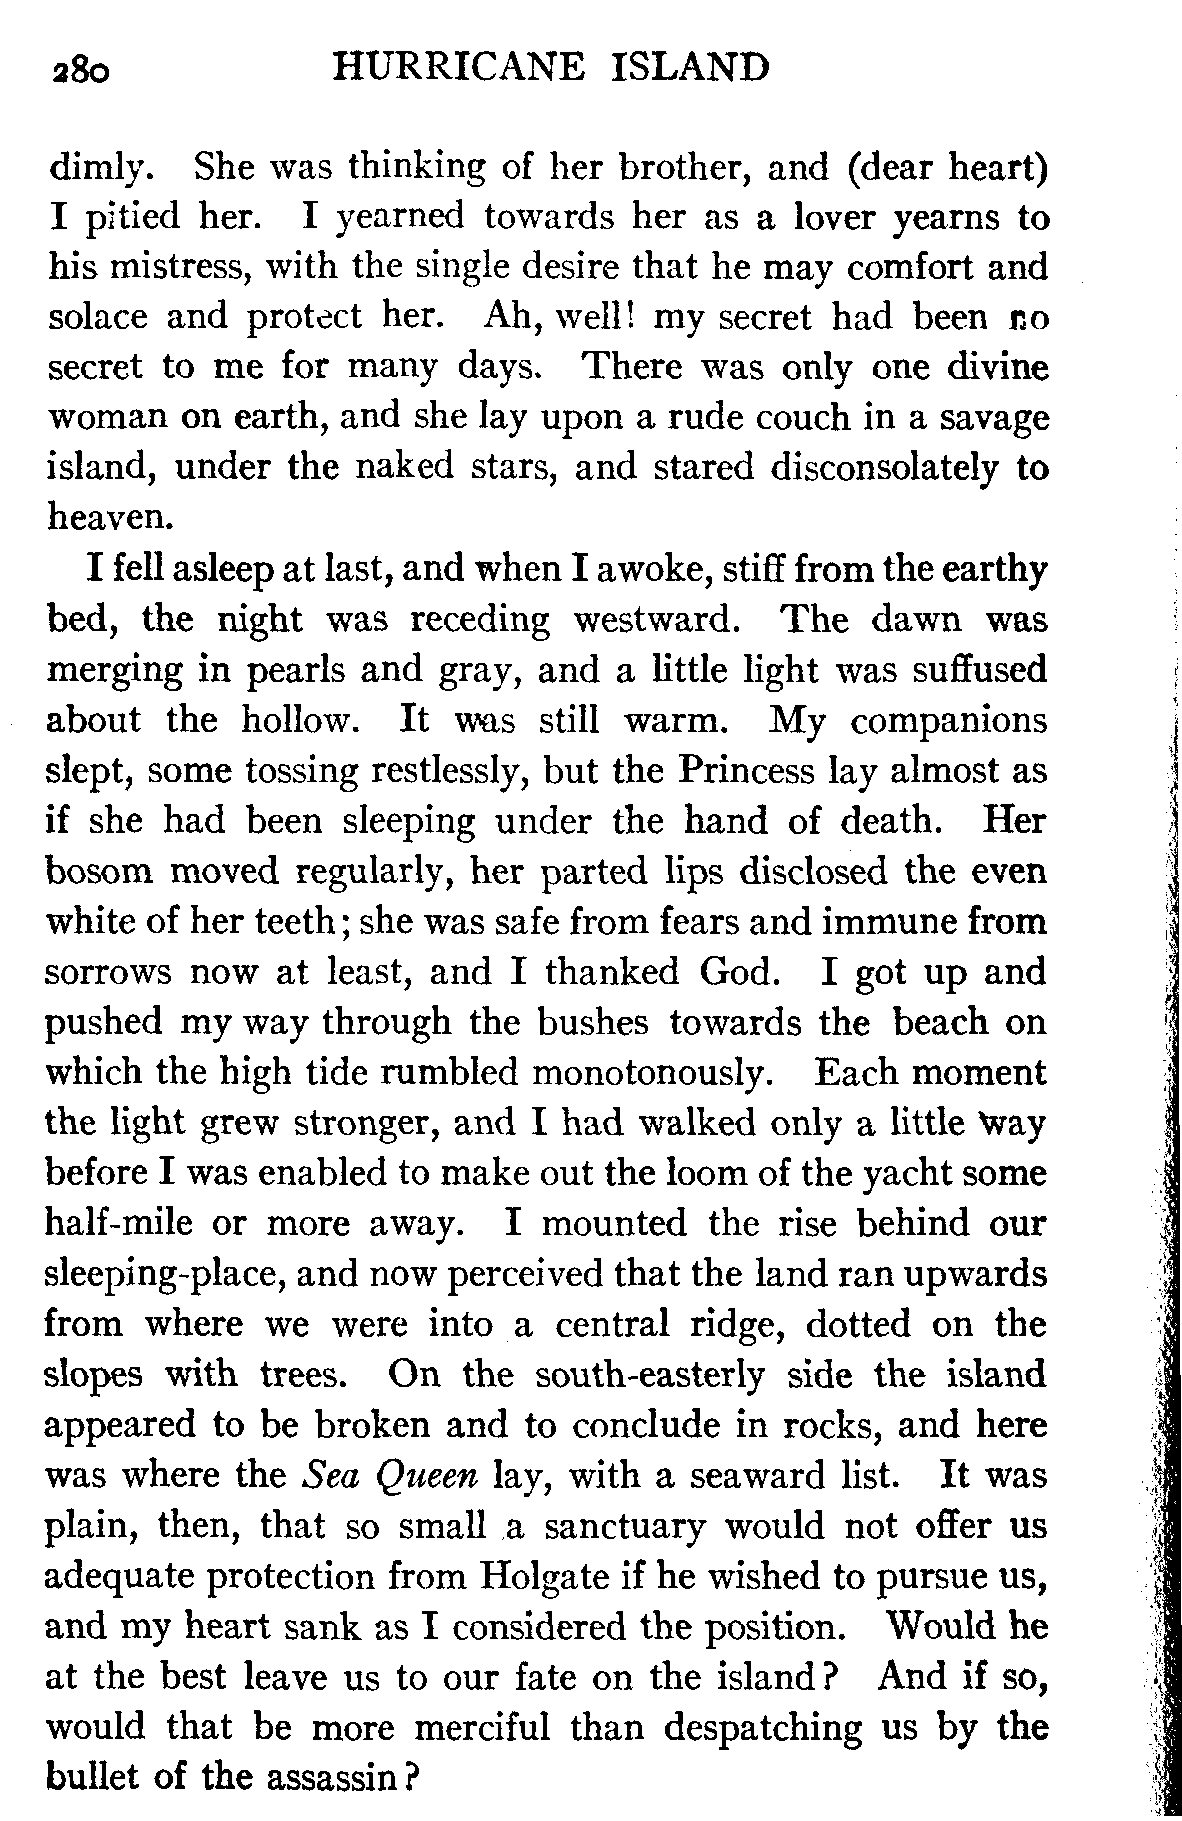 280 HURRICANE ISLAND
dimly. She was thinking of her brother, and (dear heart)
I pitied her. I yearned towards her as a lover yearns to
his mistress, with the single desire that he may comfort and
solace and protect her. Ah, well! my secret had been no
secret to me for many days. There was only one divine
woman on earth, and she lay upon a rude couch in a savage
island, under the naked stars, and stared disconsolately to
heaven.
I fell asleep at last, and when I awoke, stiff from the earthy
bed, the night was receding westward. The dawn was
merging in pearls and gray, and a little light was suffused
about the hollow. It was still warm. My companions
slept, some tossing restlessly, but the Princess lay almost as
if she had been sleeping under the hand of death. Her
bosom moved regularly, her parted lips disclosed the even
white of her teeth; she was safe from fears and immune from
sorrows now at least, and I thanked God. I got up and
pushed my way through the bushes towards the beach on
which the high tide rumbled monotonously. Each moment
the light grew stronger, and I had walked only a little way
before I was enabled to make out the loom of the yacht some
half-mile or more away. I mounted the rise behind our
sleeping-place, and now perceived that the land ran upwards
from where we were into a central ridge, dotted on the
slopes with trees. On the south-easterly side the island
appeared to be broken and to conclude in rocks, and here
was where the Sea Queen lay, with a seaward list. It was
plain, then, that so small a sanctuary would not offer us
adequate protection from Holgate if he wished to pursue us,
and my heart sank as I considered the position. Would he
at the best leave us to our fate on the island? And if so,
would that be more merciful than despatching us by the
bullet of the assassin?